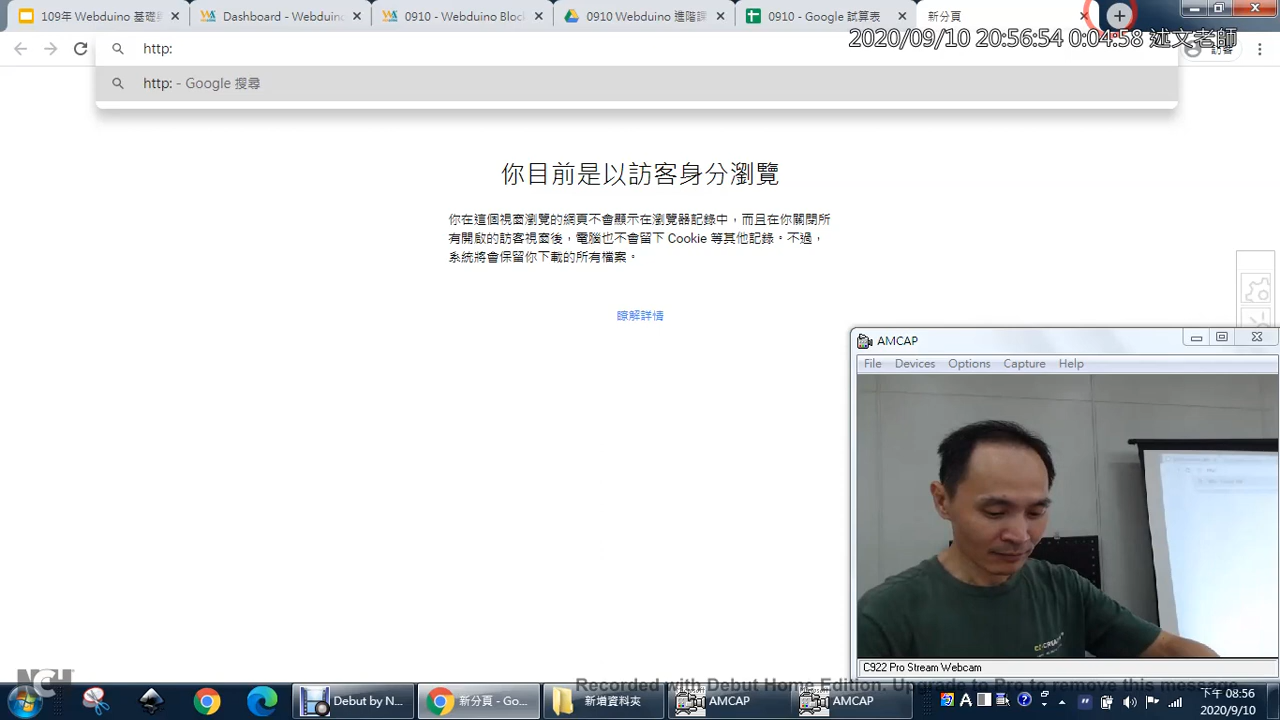 109年 Webduino 基礎
Dashboard - Webduin
0910 - Webduino
0910 Webduino 進階課
0910 - Google 試算表
新分頁
2020/09/10 20:56:54 0:04:58 述文老師
http:
訪客
http: - Google 搜尋
你目前是以訪客身分瀏覽
你在這個視窗瀏覽的網頁不會顯示在瀏覽器記錄中，而且在你關閉所
有開啟的訪客視窗後，電腦也不會留下 Cookie 等其他記錄。不過，
系統將會保留你下載的所有檔案。
瞭解詳情
AMCAP
File Devices Options Capture Help
C922 Pro Stream Webcam
NCH
Recorded with Debut Home Edition. Upgrade to Pro to remove this message
Debut by N...
新分頁 - Go...
新增資料夾
AMCAP
AMCAP
下午 08:56
2020/9/10